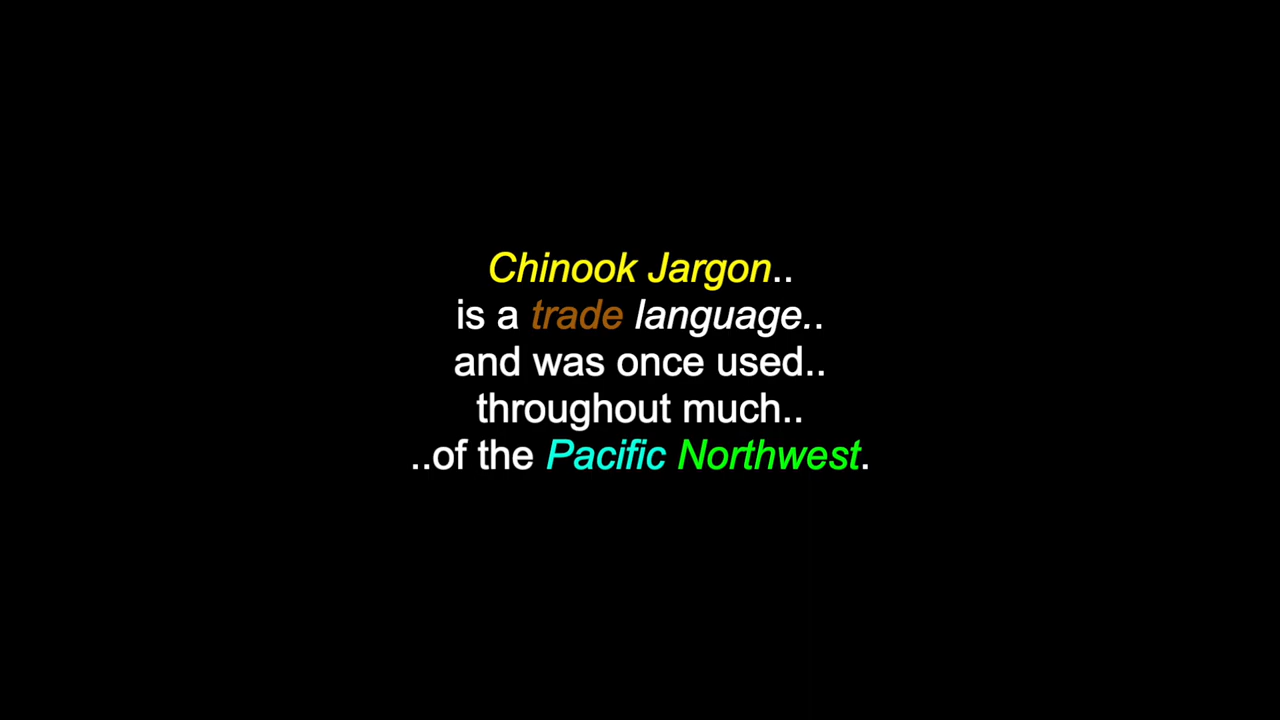 Chinook Jargon..
is a trade language..
and was once used..
throughout much..
..of the Pacific Northwest.